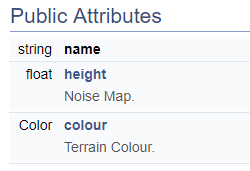 Public Attributes
string name
float height
Noise Map.
Color colour
Terrain Colour.